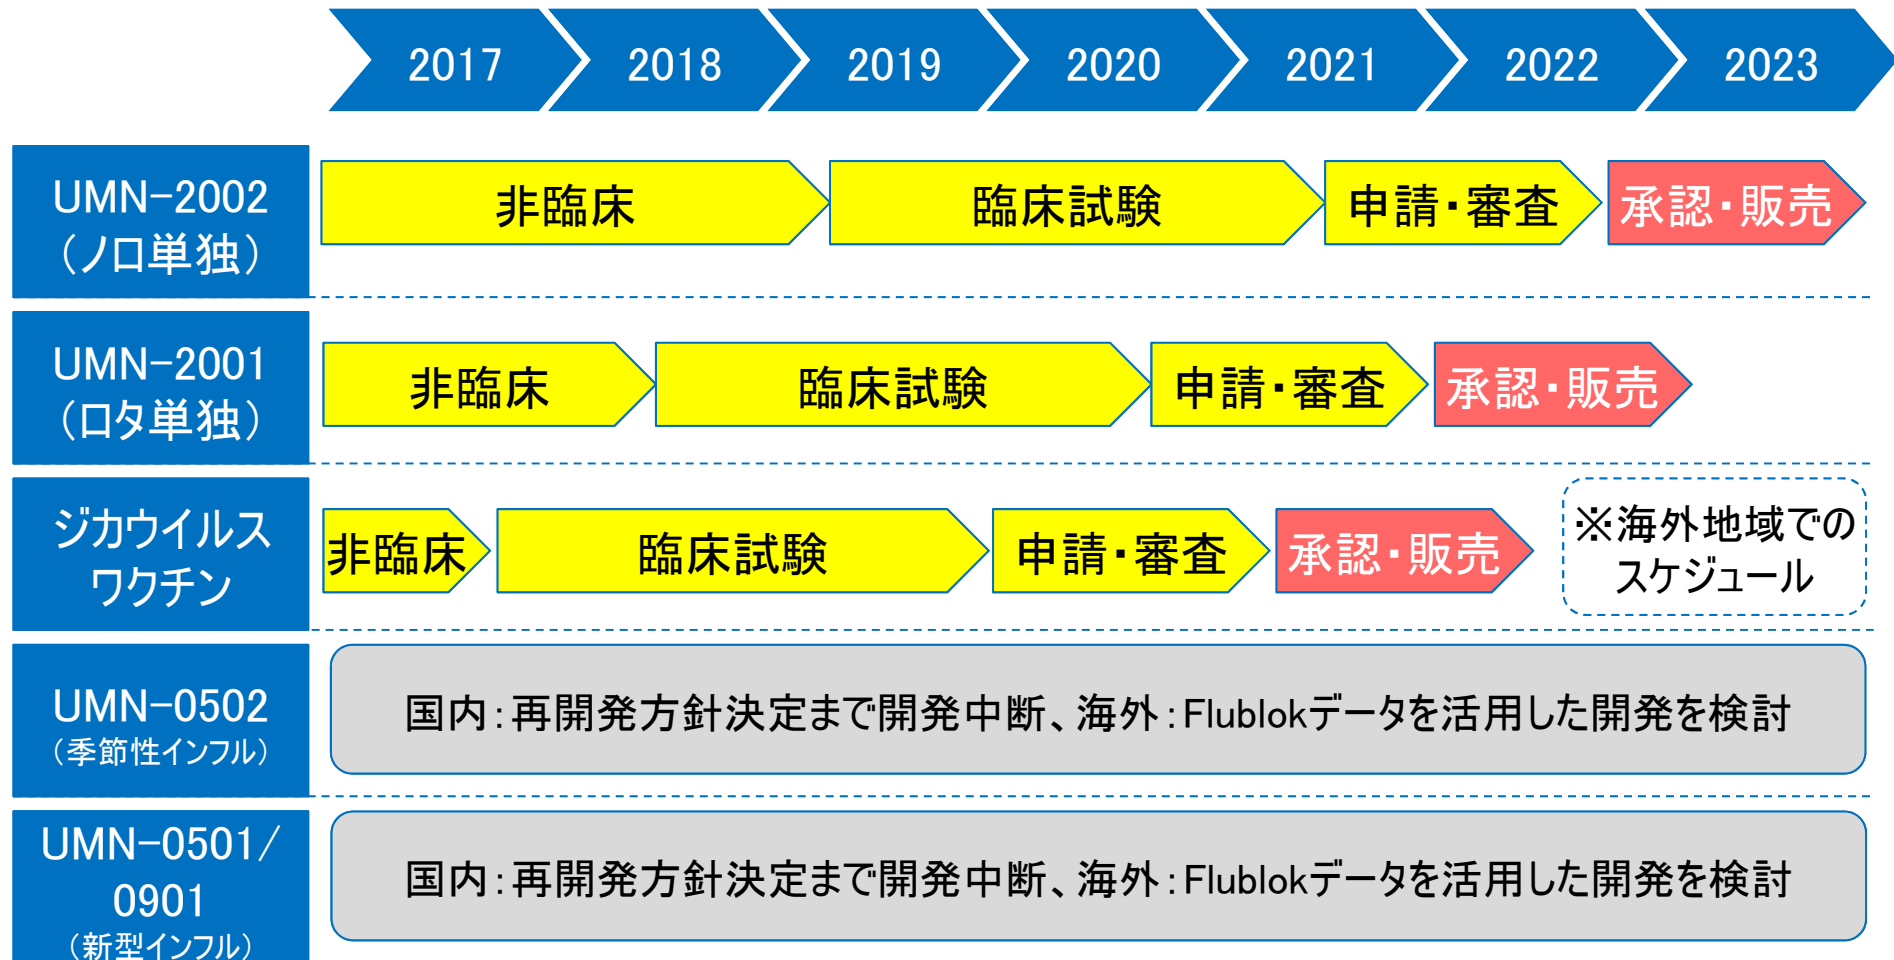 2017 2018 2019 2020 2021 2022 2023
UMN-2002
（ノロ単独）
非臨床 臨床試験 申請・審査 承認・販売
UMN-2001
（ロタ単独）
非臨床 臨床試験 申請・審査 承認・販売
ジカウイルス
ワクチン
非臨床 臨床試験 申請・審査 承認・販売
※海外地域での
スケジュール
UMN-0502
（季節性インフル）
国内：再開発方針決定まで開発中断、海外：Flublokデータを活用した開発を検討
UMN-0501/
0901
（新型インフル）
国内：再開発方針決定まで開発中断、海外：Flublokデータを活用した開発を検討